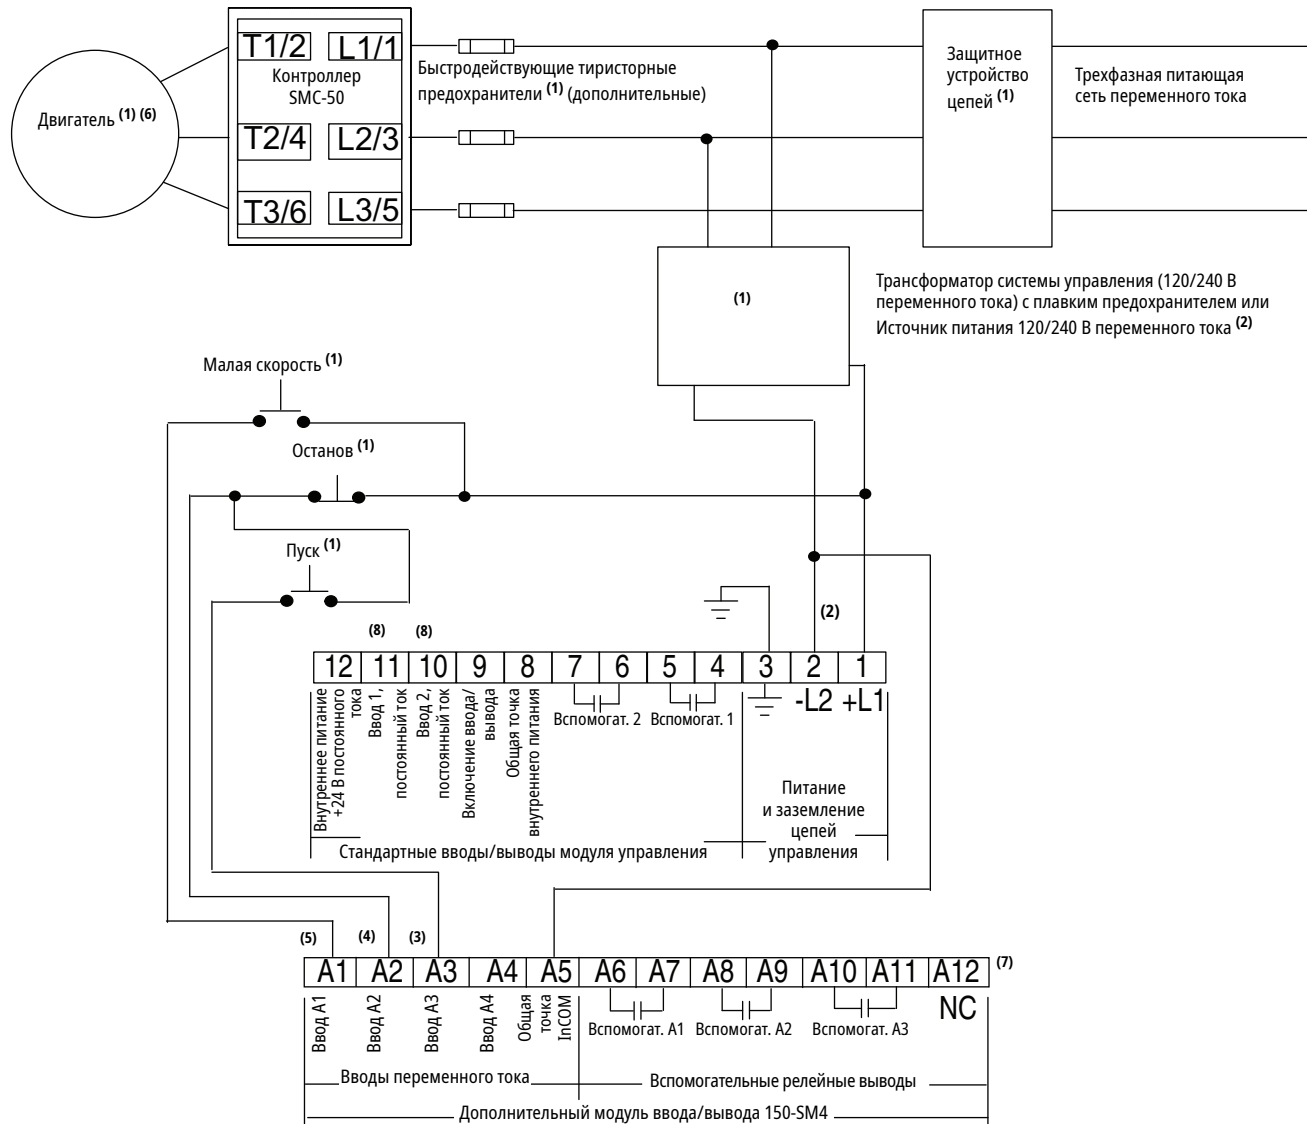 T1/2 L1/1
Контроллер
SMC-50
T2/4 L2/3
T3/6 L3/5
Двигатель (1) (6)
Быстродействующие тиристорные
предохранители (1) (дополнительные)
Защитное
устройство
цепей (1)
Трехфазная питающая
сеть переменного тока
(1)
Трансформатор системы управления (120/240 В
переменного тока) с плавким предохранителем или
Источник питания 120/240 В переменного тока (2)
Малая скорость (1)
Останов (1)
Пуск (1)
(2)
(8) (8)
12 11 10 9 8 7 6 5 4 3 2 1
-L2 +L1
Внутреннее питание
+24 В постоянного
тока
Ввод 1,
постоянный ток
Ввод 2,
постоянный ток
Включение ввода/
вывода
Общая точка
внутреннего питания
Вспомогат. 2 Вспомогат. 1
Питание
и заземление
цепей
управления
Стандартные вводы/выводы модуля управления
(5) (4) (3)
A1 A2 A3 A4 A5 A6 A7 A8 A9 A10 A11 A12 (7)
Ввод A1
Ввод A2
Ввод A3
Ввод A4
Общая
точка
InCOM
Вспомогат. A1 Вспомогат. A2 Вспомогат. A3
NC
Вводы переменного тока
Вспомогательные релейные выводы
Дополнительный модуль ввода/вывода 150-SM4